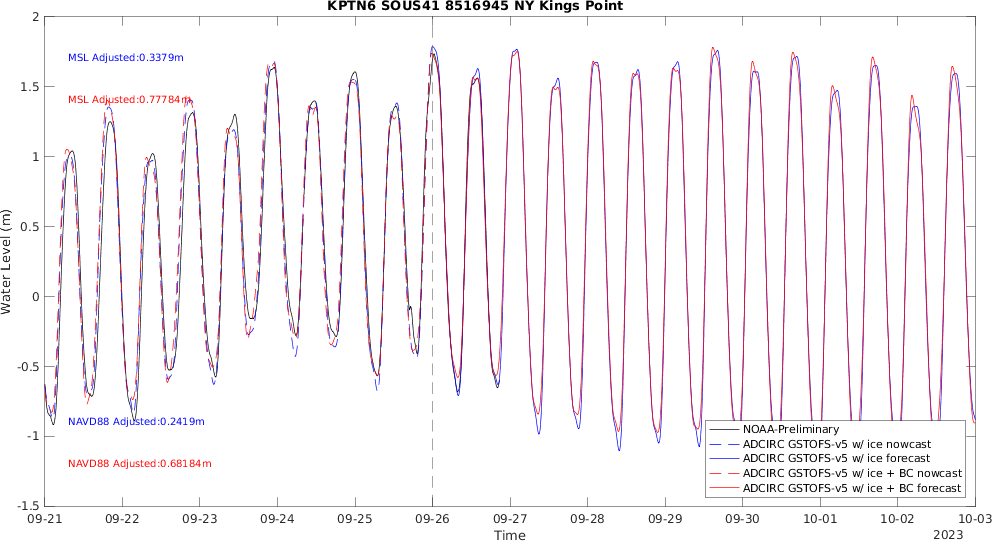 KPTN6 SOUS41 8516945 NY Kings Point
2
1.5
1
0.5
0
-0.5
-1
-1.5
Water Level (m)
MSL Adjusted:0.3379m
MSL Adjusted:0.77784m
NAVD88 Adjusted:0.2419m
NAVD88 Adjusted:0.68184m
NOAA-Preliminary
ADCIRC GSTOFS-v5 w/ ice nowcast
ADCIRC GSTOFS-v5 w/ ice forecast
ADCIRC GSTOFS-v5 w/ ice + BC nowcast
ADCIRC GSTOFS-v5 w/ ice + BC forecast
09-21 09-22 09-23 09-24 09-25 09-26 09-27 09-28 09-29 09-30 10-01 10-02 10-03
Time
2023